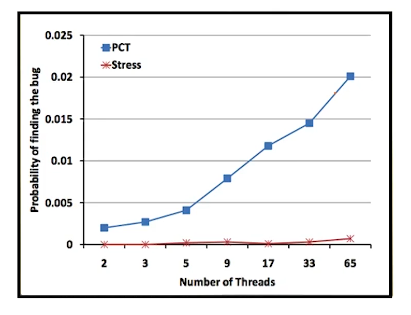 0.025
PCT
Stress
0.02
0.015
0.01
0.005
0
2 3 5 9 17 33 65
Number of Threads
Probability of finding the bug